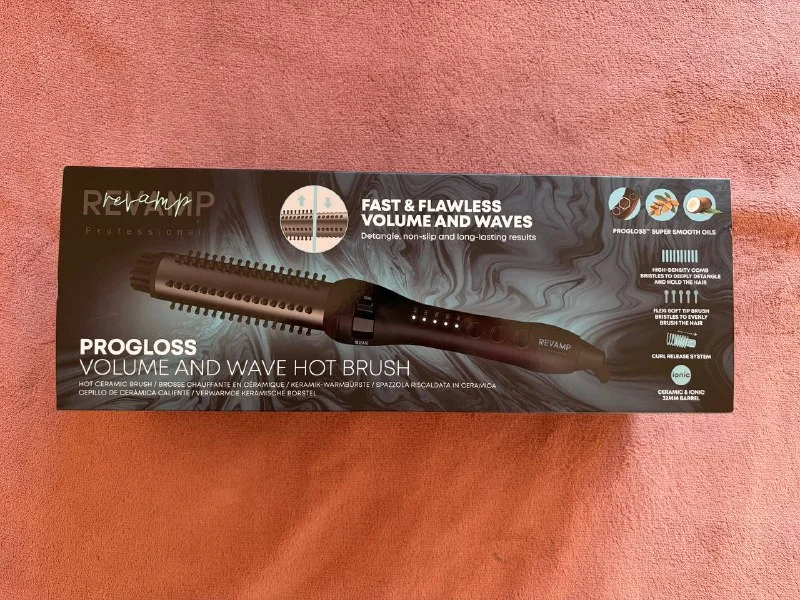 REVAMP
revamp
Professional
FAST & FLAWLESS
VOLUME AND WAVES
Detangle, non-slip and long-lasting results
PROGLOSS™ SUPER SMOOTH OILS
HIGH-DENSITY COMB
BRISTLES TO DEEPLY DETANGLE
AND HOLD THE HAIR
FLEXI SOFT TIP BRUSH
BRISTLES TO EVENLY
BRUSH THE HAIR
CURL RELEASE SYSTEM
ionic
CERAMIC & IONIC
32MM BARREL
RELEASE
REVAMP
PROGLOSS
VOLUME AND WAVE HOT BRUSH
HOT CERAMIC BRUSH / BROSSE CHAUFFANTE EN CÉRAMIQUE / KERAMIK-WARMBÜRSTE / SPAZZOLA RISCALDATA IN CERAMICA
CEPILLO DE CERÁMICA CALIENTE / VERWARMDE KERAMISCHE BORSTEL